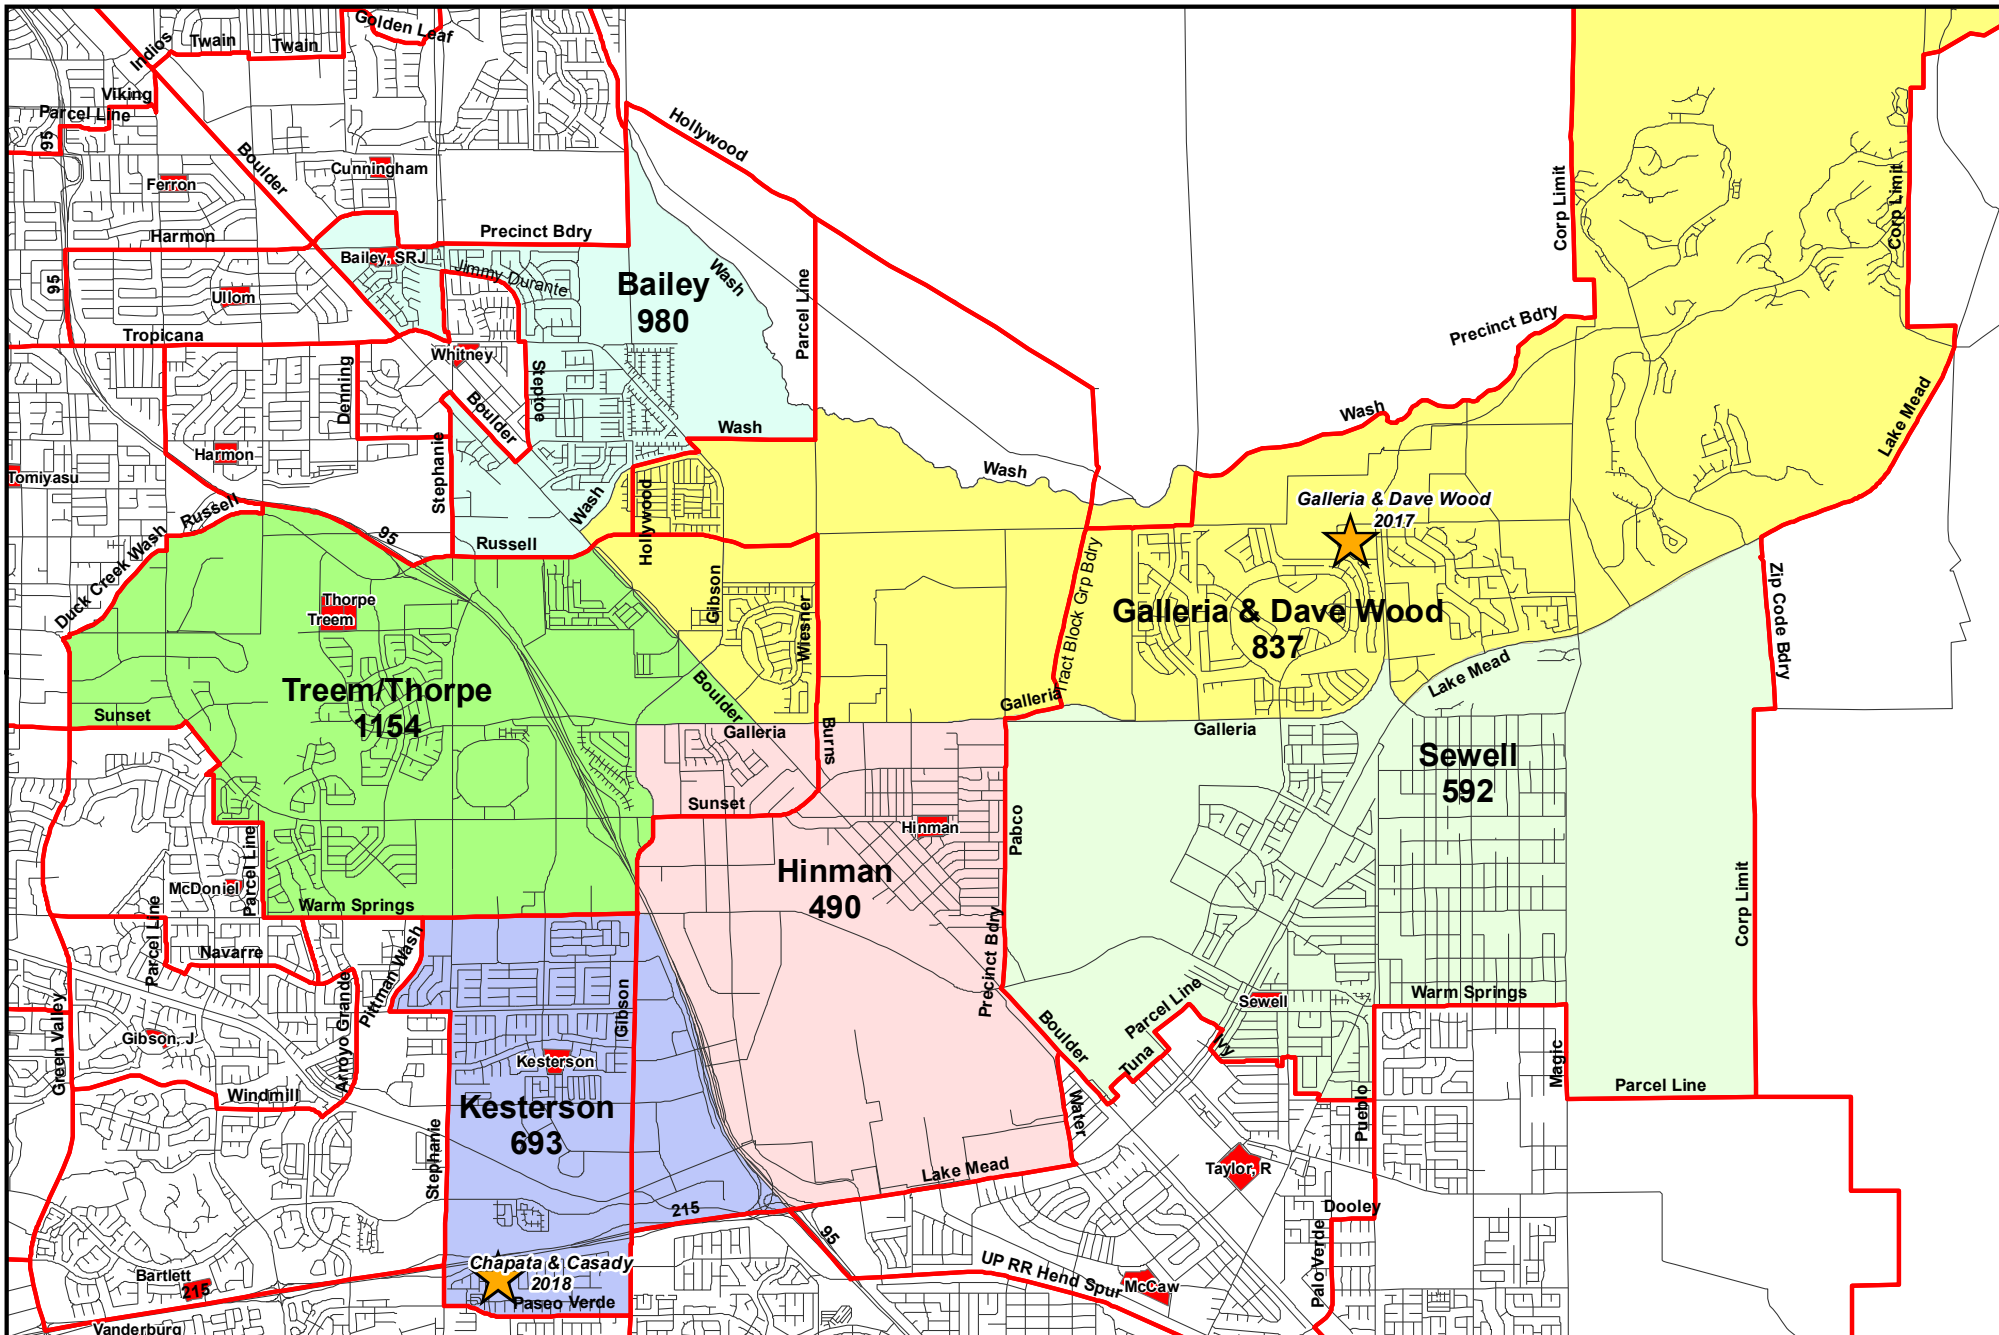 Golden Leaf
Twain
Twain
Indios
Viking
Parcel Line
95
Hollywood
Boulder
Cunningham
Ferron
Corp Limit
Corp Limit
Harmon
Precinct Bdry
Bailey, SRJ
Jimmy Durante
Wash
Bailey
980
Parcel Line
95
Ullom
Tropicana
Precinct Bdry
Whitney
Denning
Steptoe
Boulder
Wash
Wash
Lake Mead
Harmon
Stephanie
Tomiyasu
Wash
Hollywood
Wash
Galleria & Dave Wood
2017
Russell
95
Russell
Duck Creek Wash
Tract Block Grp Bdry
Zip Code Bdry
Gibson
Wiesner
Thorpe
Treem
Galleria & Dave Wood
837
Treem/Thorpe
1154
Boulder
Lake Mead
Galleria
Sunset
Galleria
Burns
Galleria
Sewell
592
Sunset
Hinman
Pabco
Hinman
490
McDoniel
Parcel Line
Warm Springs
Corp Limit
Parcel Line
Navarre
Pittman Wash
Precinct Bdry
Arroyo Grande
Gibson
Parcel Line
Sewell
Warm Springs
Green Valley
Gibson, J
Boulder
Tuna
Ivy
Kesterson
Magic
Windmill
Kesterson
693
Water
Pueblo
Parcel Line
Stephanie
Lake Mead
Taylor, R
215
Dooley
95
Palo Verde
Chapata & Casady
2018
UP RR Hend Spur
McCaw
Bartlett
215
Paseo Verde
Vanderburg